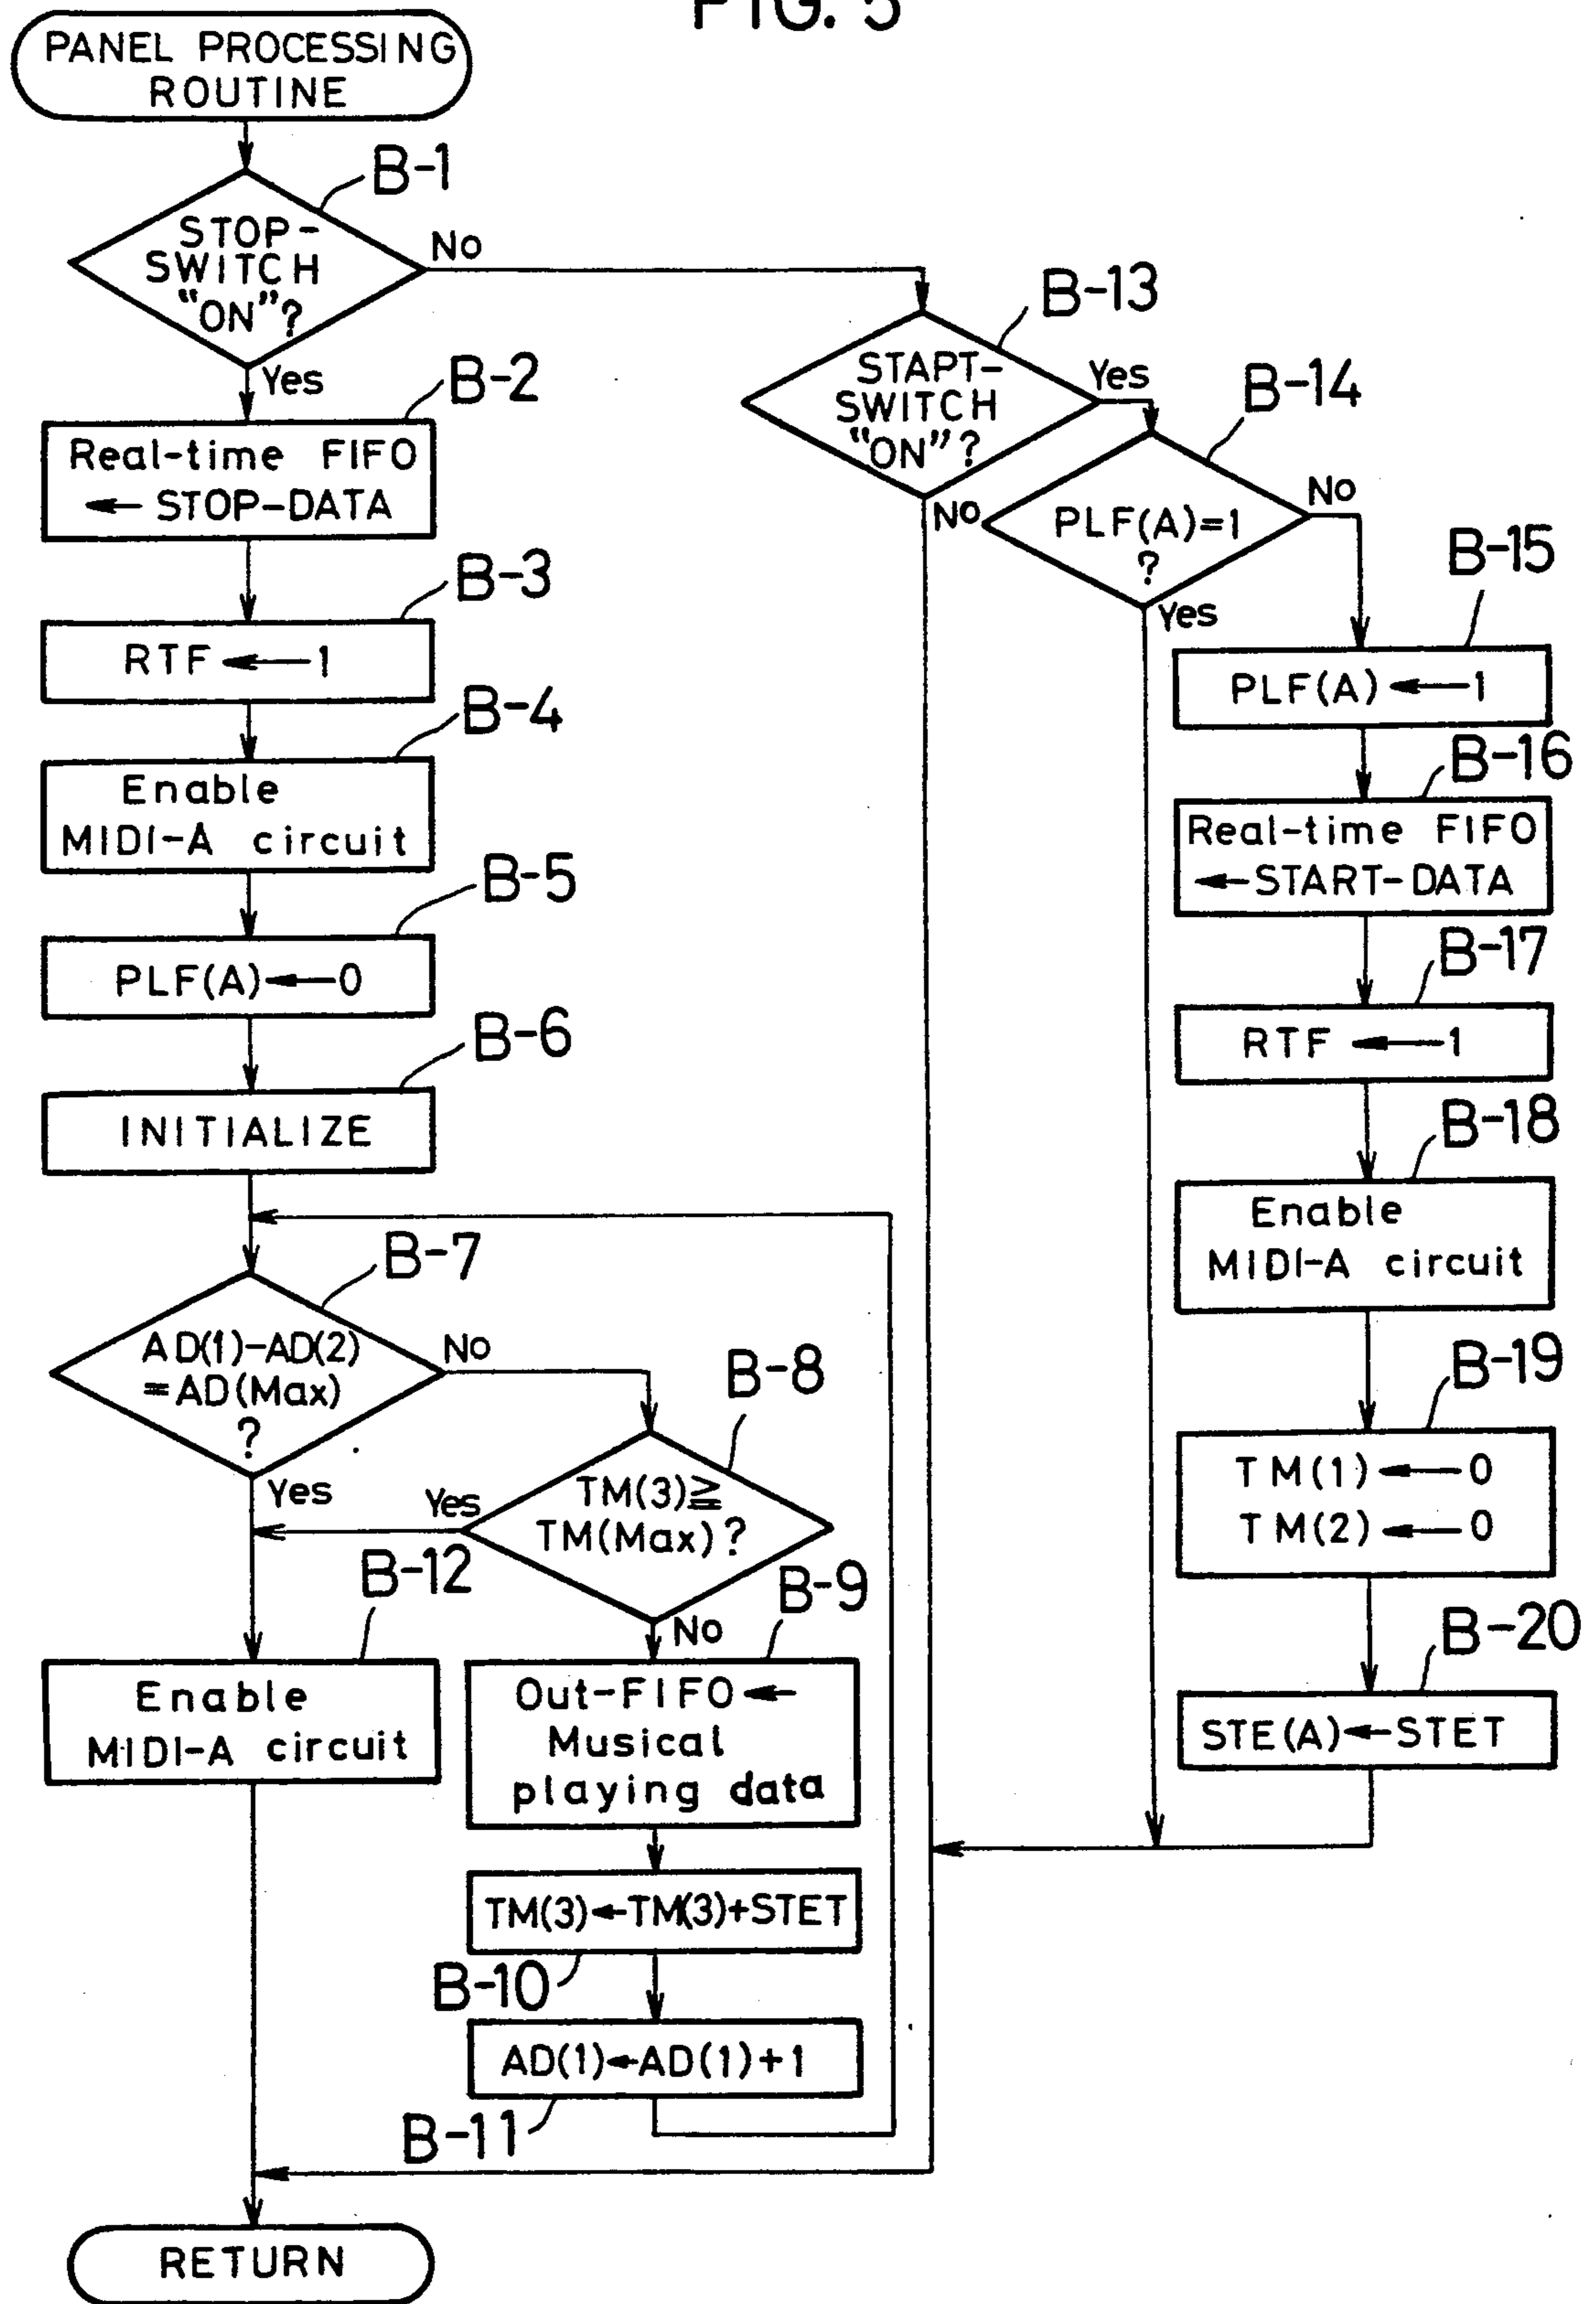 FIG. 5
PANEL PROCESSING
ROUTINE
B-1
STOP-
SWITCH
"ON"?
No
Yes
B-2
Real-time FIFO
← STOP-DATA
B-3
RTF ← 1
B-4
Enable
MIDI-A circuit
B-5
PLF(A) ← 0
B-6
INITIALIZE
B-7
AD(1)-AD(2)
=AD(Max)
?
No
Yes
B-8
TM(3)≧
TM(Max)?
Yes
No
B-9
Out-FIFO ←
Musical
playing data
TM(3)←TM(3)+STET
B-10
AD(1)←AD(1)+1
B-11
B-12
Enable
MIDI-A circuit
B-13
STAPT-
SWITCH
"ON"?
Yes
No
B-14
PLF(A)=1
?
No
Yes
B-15
PLF(A) ← 1
B-16
Real-time FIFO
← START-DATA
B-17
RTF ← 1
B-18
Enable
MIDI-A circuit
B-19
TM(1) ← 0
TM(2) ← 0
B-20
STE(A)←STET
RETURN